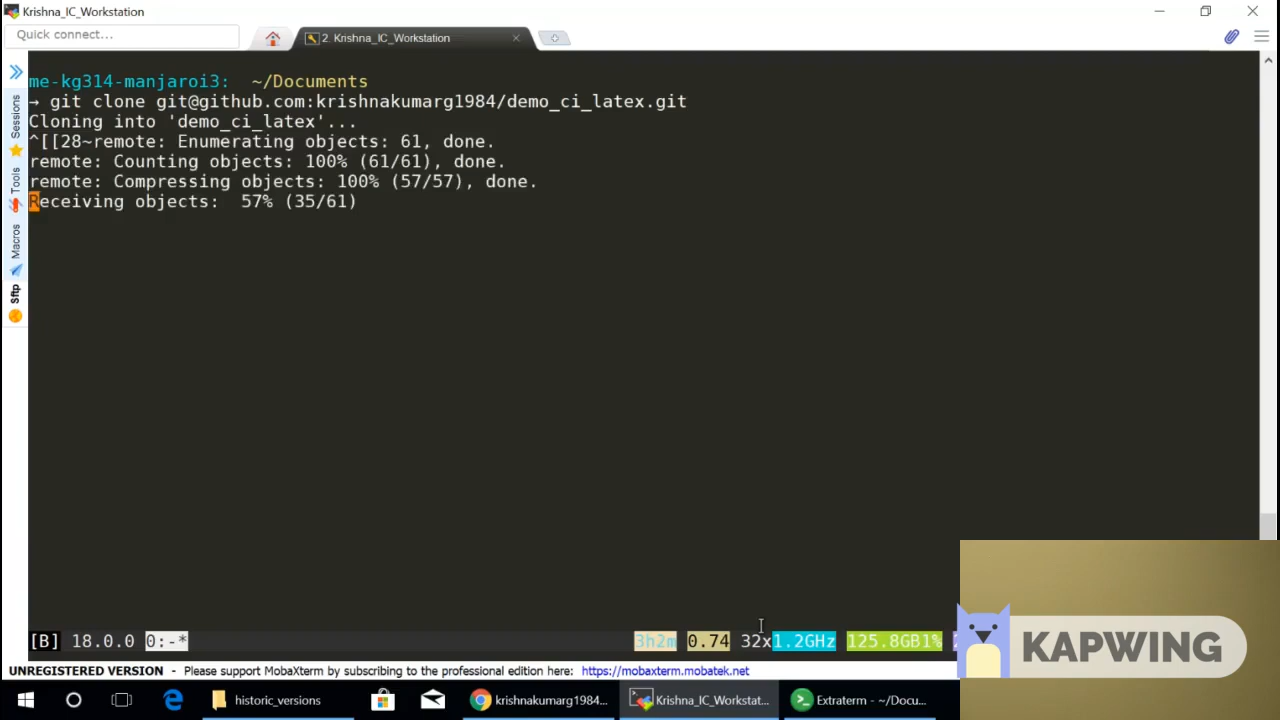 Krishna_IC_Workstation
Quick connect...
2. Krishna_IC_Workstation
Sessions
Tools
Macros
Sftp
me-kg314-manjaroi3:  ~/Documents
→ git clone git@github.com:krishnakumarg1984/demo_ci_latex.git
Cloning into 'demo_ci_latex'...
^[[28~remote: Enumerating objects: 61, done.
remote: Counting objects: 100% (61/61), done.
remote: Compressing objects: 100% (57/57), done.
Receiving objects:  57% (35/61)
[B] 18.0.0 0:-* 3h2m 0.74 32x1.2GHz 125.8GB1%
UNREGISTERED VERSION - Please support MobaXterm by subscribing to the professional edition here: https://mobaxterm.mobatek.net
historic_versions
krishnakumarg1984...
Krishna_IC_Workstat...
Extraterm - ~/Docu...
KAPWING